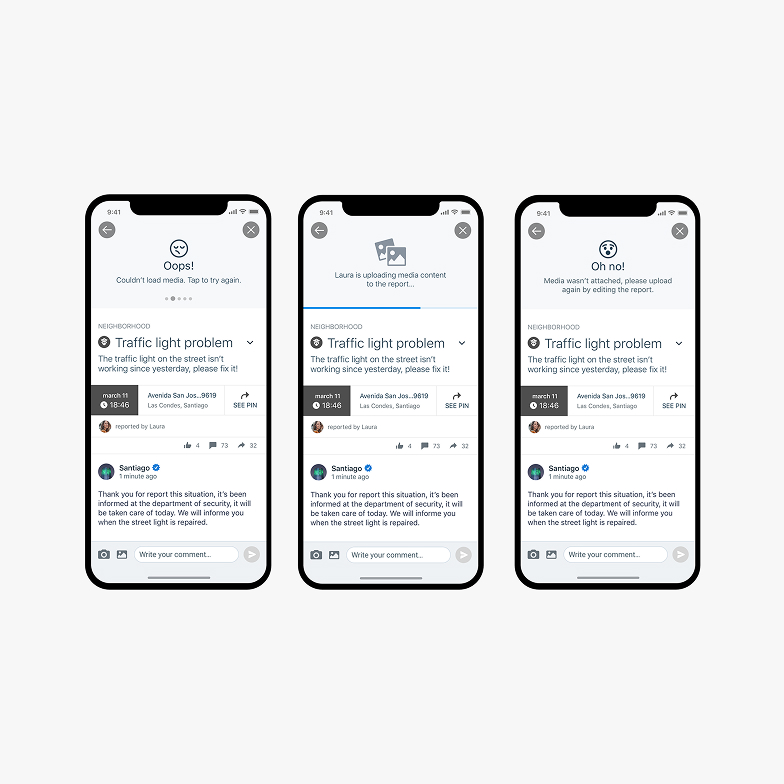 9:41
Oops!
Couldn't load media. Tap to try again.
NEIGHBORHOOD
Traffic light problem
The traffic light on the street isn't
working since yesterday, please fix it!
march 11
18:46
Avenida San Jos...9619
Las Condes, Santiago
SEE PIN
reported by Laura
4 73 32
Santiago
1 minute ago
Thank you for report this situation, it's been
informed at the department of security, it will
be taken care of today. We will informe you
when the street light is repaired.
Write your comment...
9:41
Laura is uploading media content
to the report...
NEIGHBORHOOD
Traffic light problem
The traffic light on the street isn't
working since yesterday, please fix it!
march 11
18:46
Avenida San Jos...9619
Las Condes, Santiago
SEE PIN
reported by Laura
4 73 32
Santiago
1 minute ago
Thank you for report this situation, it's been
informed at the department of security, it will
be taken care of today. We will informe you
when the street light is repaired.
Write your comment...
9:41
Oh no!
Media wasn't attached, please upload
again by editing the report.
NEIGHBORHOOD
Traffic light problem
The traffic light on the street isn't
working since yesterday, please fix it!
march 11
18:46
Avenida San Jos...9619
Las Condes, Santiago
SEE PIN
reported by Laura
4 73 32
Santiago
1 minute ago
Thank you for report this situation, it's been
informed at the department of security, it will
be taken care of today. We will informe you
when the street light is repaired.
Write your comment...